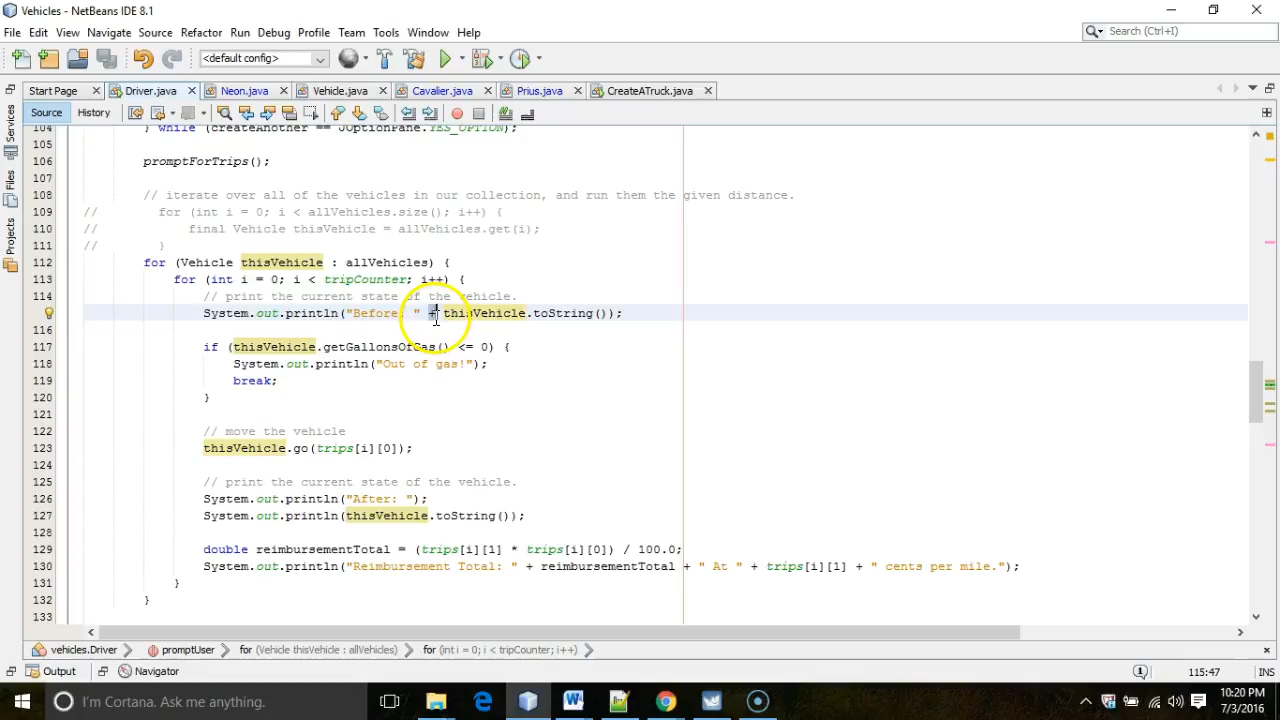 Vehicles - NetBeans IDE 8.1
File Edit View Navigate Source Refactor Run Debug Profile Team Tools Window Help
Search (Ctrl+I)
<default config>
Start Page Driver.java Neon.java Vehicle.java Cavalier.java Prius.java CreateATruck.java
Source History
Services
Files
Projects
104 } while (createAnother == JOptionPane.YES_OPTION);
105
106 promptForTrips();
107
108 // iterate over all of the vehicles in our collection, and run them the given distance.
109 // for (int i = 0; i < allVehicles.size(); i++) {
110 // final Vehicle thisVehicle = allVehicles.get(i);
111 // }
112 for (Vehicle thisVehicle : allVehicles) {
113 for (int i = 0; i < tripCounter; i++) {
114 // print the current state of the vehicle.
System.out.println("Before: " + thisVehicle.toString());
116
117 if (thisVehicle.getGallonsOfGas() <= 0) {
118 System.out.println("Out of gas!");
119 break;
120 }
121
122 // move the vehicle
123 thisVehicle.go(trips[i][0]);
124
125 // print the current state of the vehicle.
126 System.out.println("After: ");
127 System.out.println(thisVehicle.toString());
128
129 double reimbursementTotal = (trips[i][1] * trips[i][0]) / 100.0;
130 System.out.println("Reimbursement Total: " + reimbursementTotal + " At " + trips[i][1] + " cents per mile.");
131 }
132 }
133
vehicles.Driver promptUser for (Vehicle thisVehicle : allVehicles) for (int i = 0; i < tripCounter; i++)
Output Navigator 115:47 INS
I'm Cortana. Ask me anything.
10:20 PM
7/3/2016